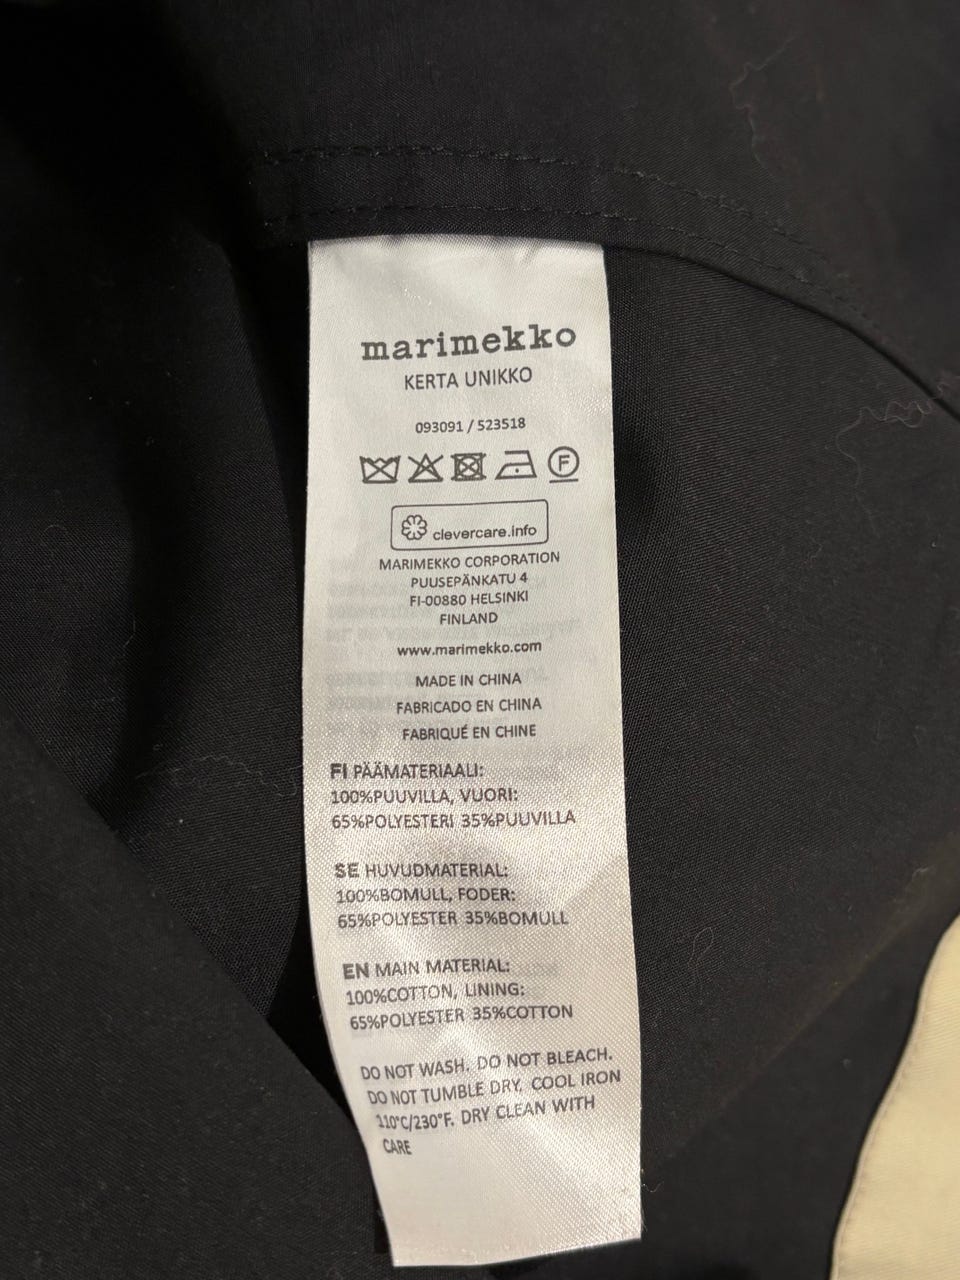 marimekko
KERTA UNIKKO
093091 / 523518
F
clevercare.info
MARIMEKKO CORPORATION
PUUSEPÄNKATU 4
FI-00880 HELSINKI
FINLAND
www.marimekko.com
MADE IN CHINA
FABRICADO EN CHINA
FABRIQUÉ EN CHINE
FI PÄÄMATERIAALI:
100%PUUVILLA, VUORI:
65%POLYESTERI 35%PUUVILLA
SE HUVUDMATERIAL:
100%BOMULL, FODER:
65%POLYESTER 35%BOMULL
EN MAIN MATERIAL:
100%COTTON, LINING:
65%POLYESTER 35%COTTON
DO NOT WASH. DO NOT BLEACH.
DO NOT TUMBLE DRY. COOL IRON
110°C/230°F. DRY CLEAN WITH
CARE